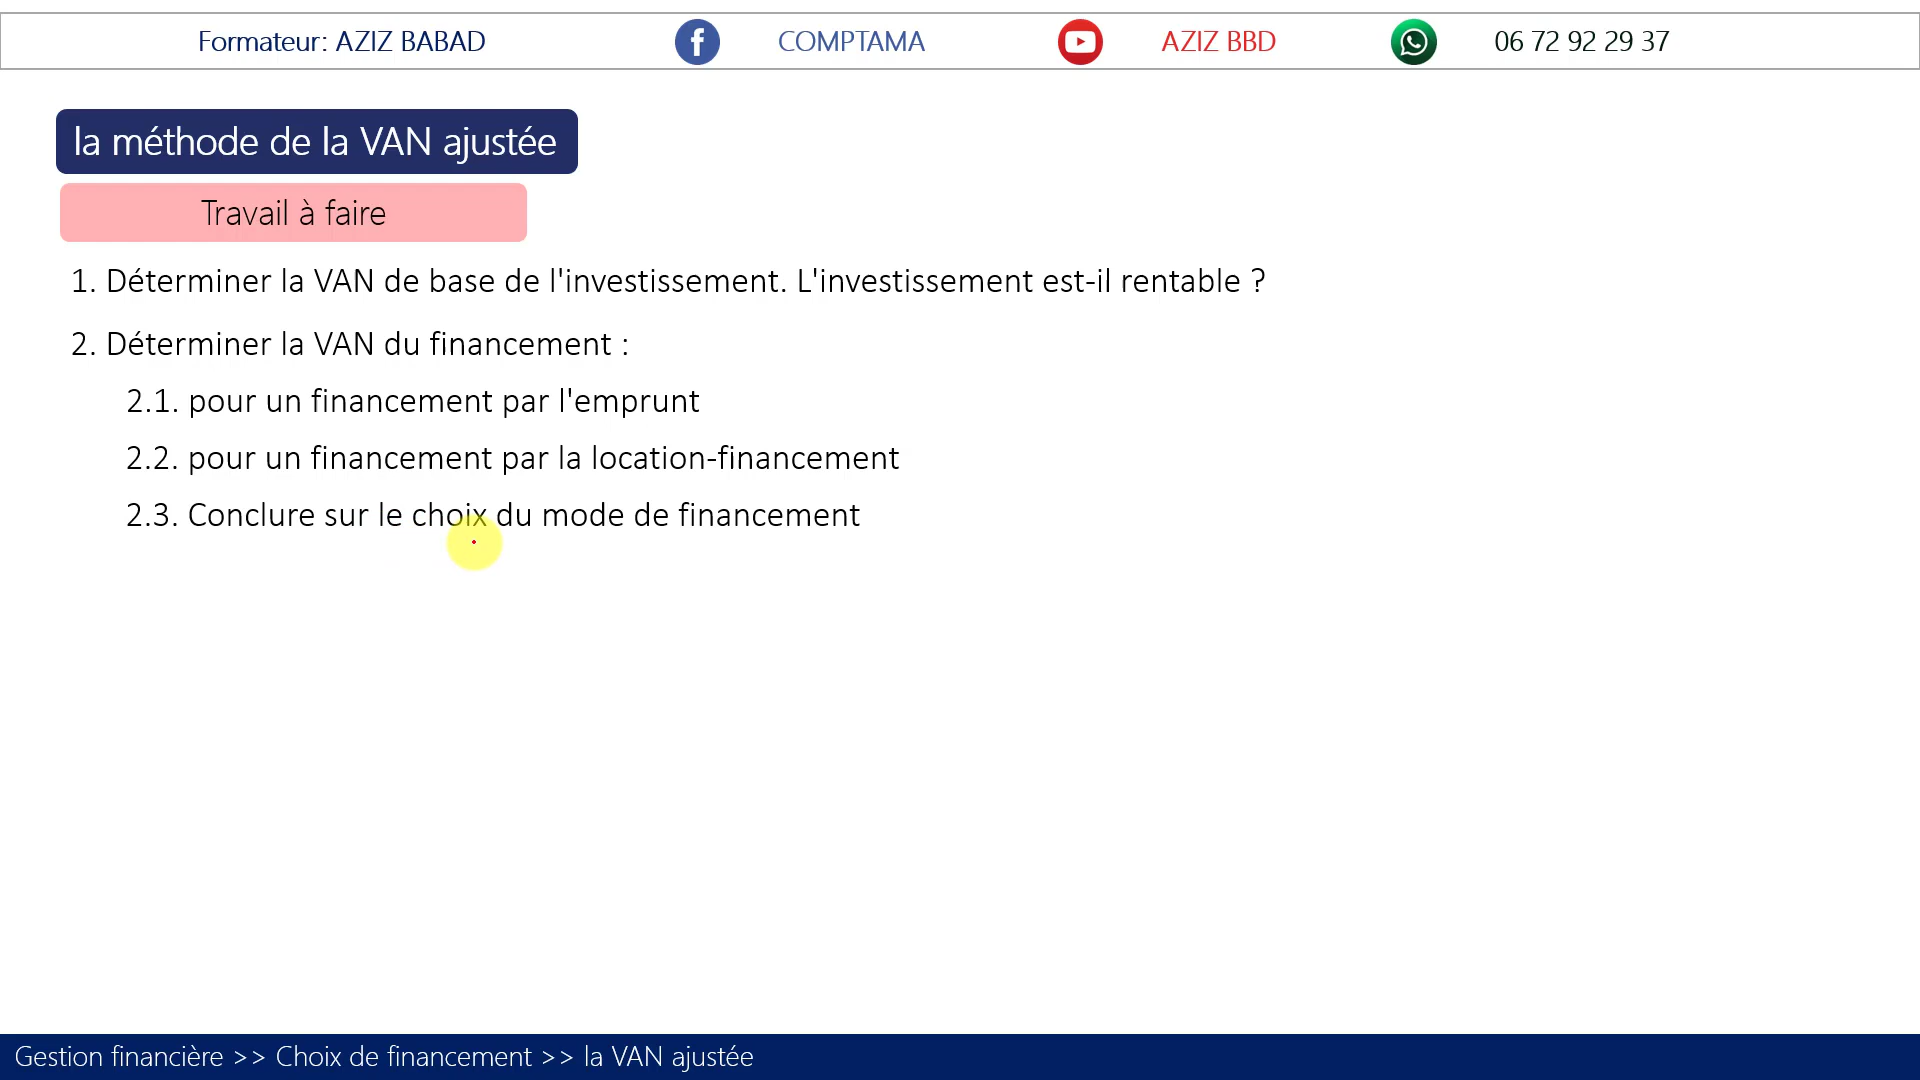 Formateur: AZIZ BABAD COMPTAMA AZIZ BBD 06 72 92 29 37
la méthode de la VAN ajustée
Travail à faire
1. Déterminer la VAN de base de l'investissement. L'investissement est-il rentable ?
2. Déterminer la VAN du financement :
2.1. pour un financement par l'emprunt
2.2. pour un financement par la location-financement
2.3. Conclure sur le choix du mode de financement
Gestion financière >> Choix de financement >> la VAN ajustée